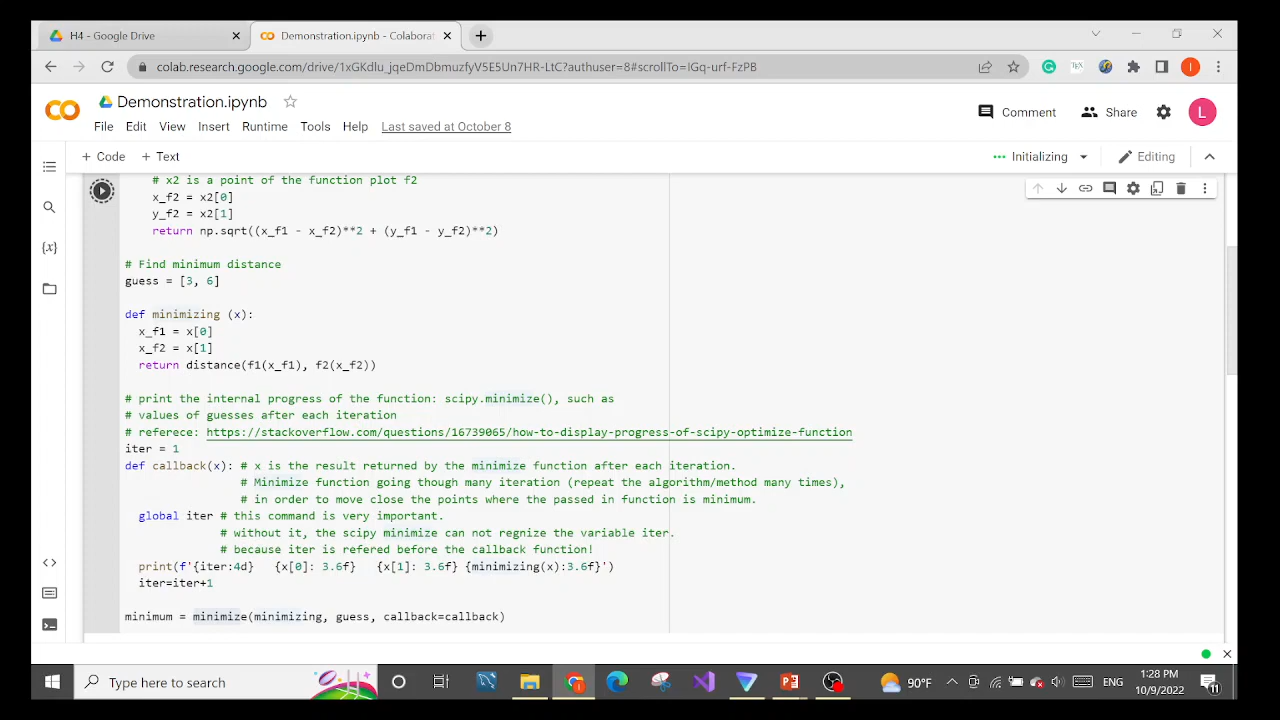 H4 - Google Drive
Demonstration.ipynb - Colaborat
colab.research.google.com/drive/1xGKdlu_jqeDmDbmuzfyV5E5Un7HR-LtC?authuser=8#scrollTo=IGq-urf-FzPB
Demonstration.ipynb
Comment
Share
L
File Edit View Insert Runtime Tools Help Last saved at October 8
+ Code + Text
Initializing
Editing
# x2 is a point of the function plot f2
x_f2 = x2[0]
y_f2 = x2[1]
return np.sqrt((x_f1 - x_f2)**2 + (y_f1 - y_f2)**2)
# Find minimum distance
guess = [3, 6]
def minimizing (x):
x_f1 = x[0]
x_f2 = x[1]
return distance(f1(x_f1), f2(x_f2))
# print the internal progress of the function: scipy.minimize(), such as
# values of guesses after each iteration
# referece: https://stackoverflow.com/questions/16739065/how-to-display-progress-of-scipy-optimize-function
iter = 1
def callback(x): # x is the result returned by the minimize function after each iteration.
# Minimize function going though many iteration (repeat the algorithm/method many times),
# in order to move close the points where the passed in function is minimum.
global iter # this command is very important.
# without it, the scipy minimize can not regnize the variable iter.
# because iter is refered before the callback function!
print(f'{iter:4d}   {x[0]: 3.6f}   {x[1]: 3.6f} {minimizing(x):3.6f}')
iter=iter+1
minimum = minimize(minimizing, guess, callback=callback)
Type here to search
90°F
ENG
1:28 PM
10/9/2022
11